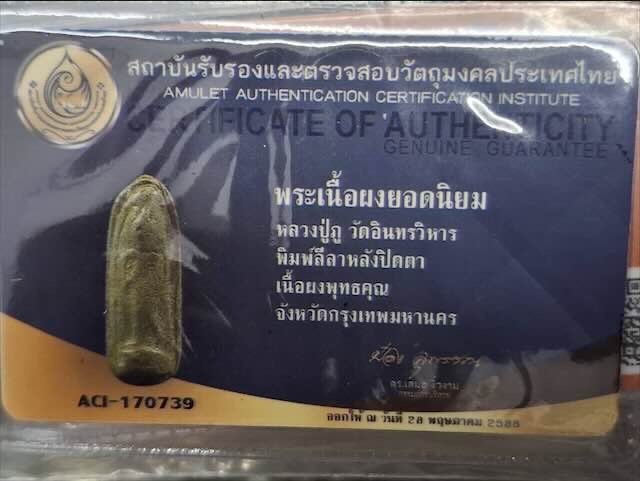 สถาบันรับรองและตรวจสอบวัตถุมงคลประเทศไทย
AMULET AUTHENTICATION CERTIFICATION INSTITUTE
CERTIFICATE OF AUTHENTICITY
GENUINE GUARANTEE
พระเนื้อผงยอดนิยม
หลวงปู่ภู วัดอินทรวิหาร
พิมพ์ลีลาหลังปิดตา
เนื้อผงพุทธคุณ
จังหวัดกรุงเทพมหานคร
ACI-170739
ออกให้ ณ วันที่ 28 พฤษภาคม